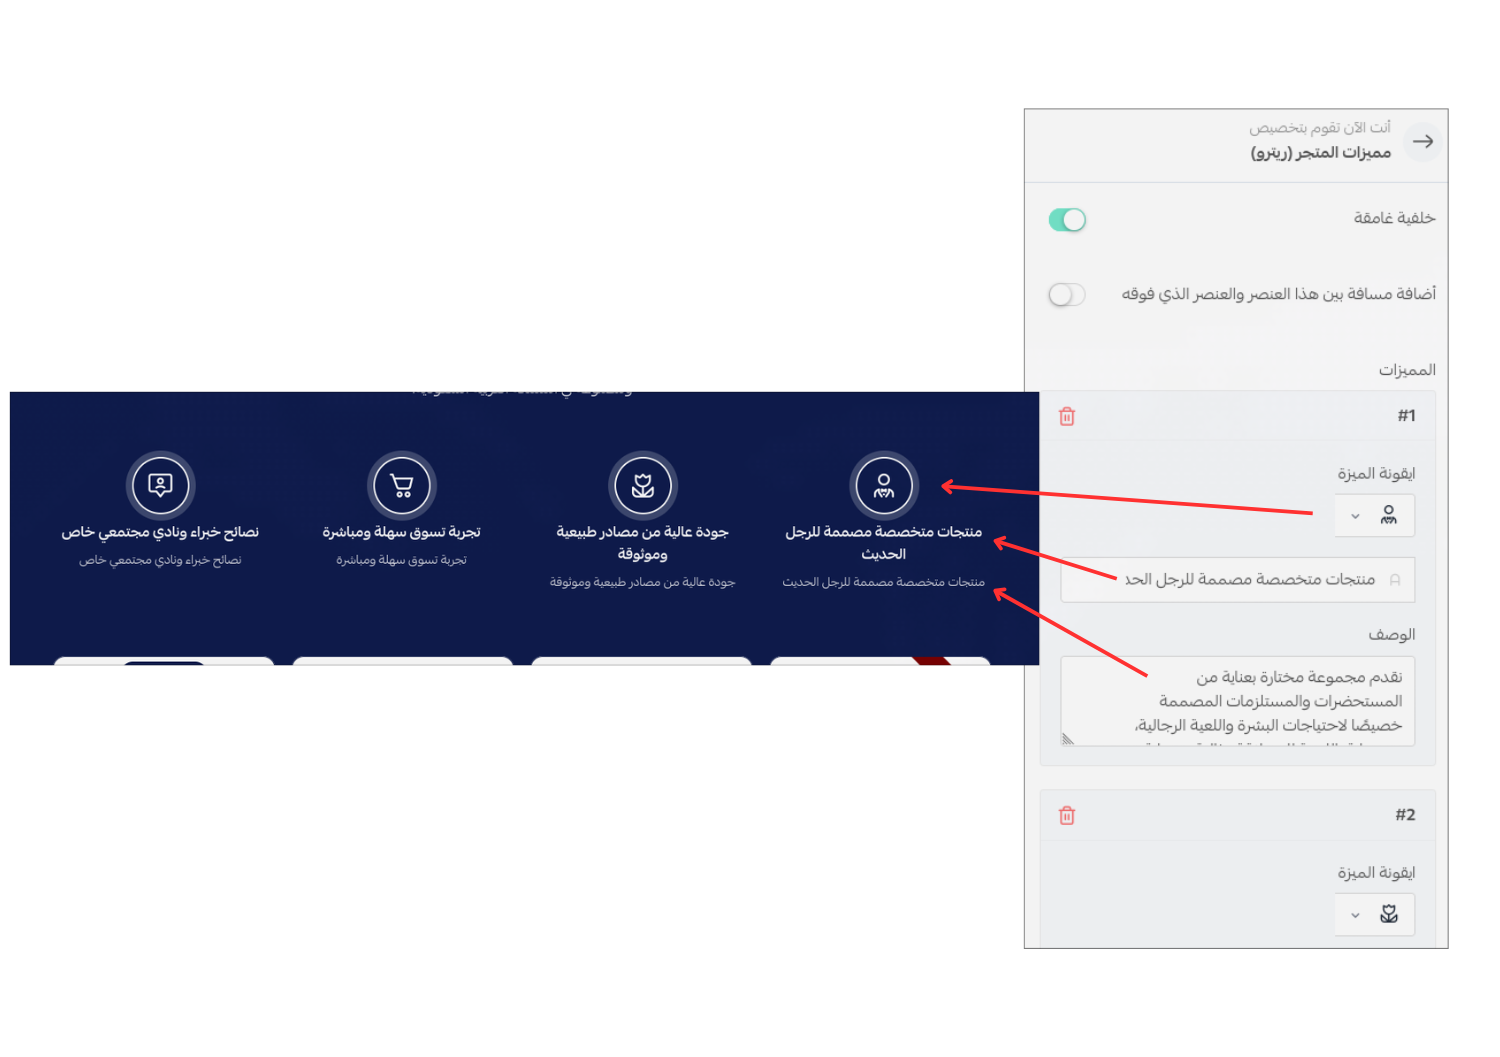 أنت الآن تقوم بتخصيص
مميزات المتجر (ريترو)
خلفية غامقة
أضافة مسافة بين هذا العنصر والعنصر الذي فوقه
المميزات
#1
ايقونة الميزة
منتجات متخصصة مصممة للرجل الحد
الوصف
نقدم مجموعة مختارة بعناية من
المستحضرات والمستلزمات المصممة
خصيصًا لاحتياجات البشرة واللعية الرجالية،
#2
ايقونة الميزة
منتجات متخصصة مصممة للرجل
الحديث
منتجات متخصصة مصممة للرجل الحديث
جودة عالية من مصادر طبيعية
وموثوقة
جودة عالية من مصادر طبيعية وموثوقة
تجربة تسوق سهلة ومباشرة
تجربة تسوق سهلة ومباشرة
نصائح خبراء ونادي مجتمعي خاص
نصائح خبراء ونادي مجتمعي خاص